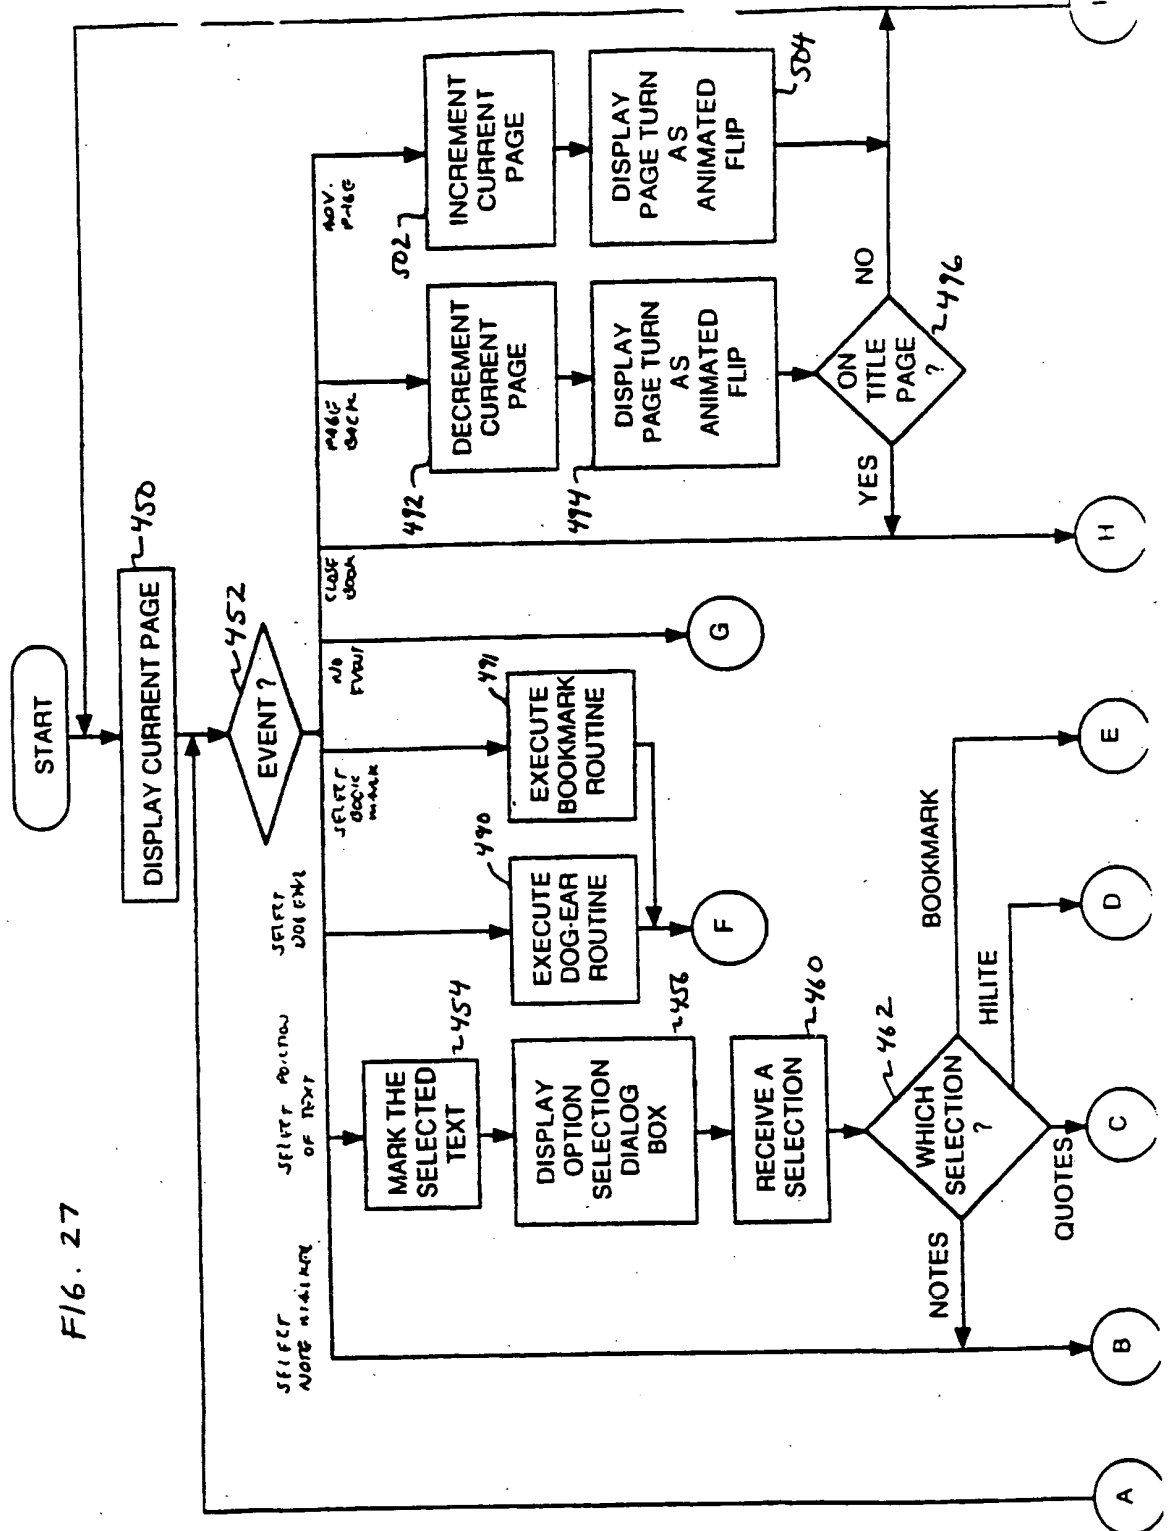 FIG. 27
START
DISPLAY CURRENT PAGE
450
EVENT ?
452
SELECT
NOTE MARKER
SELECT PORTION
OF TEXT
SELECT
DOG EAR
SELECT
BOOK
MARK
NO
EVENT
CLOSE
BOOK
PAGE
BACK
ADV.
PAGE
MARK THE
SELECTED
TEXT
454
DISPLAY
OPTION
SELECTION
DIALOG
BOX
456
RECEIVE A
SELECTION
460
WHICH
SELECTION
?
462
NOTES
QUOTES
HILITE
BOOKMARK
EXECUTE
DOG-EAR
ROUTINE
490
EXECUTE
BOOKMARK
ROUTINE
491
DECREMENT
CURRENT
PAGE
492
DISPLAY
PAGE TURN
AS
ANIMATED
FLIP
494
ON
TITLE
PAGE
?
496
YES
NO
INCREMENT
CURRENT
PAGE
502
DISPLAY
PAGE TURN
AS
ANIMATED
FLIP
504
A
B
C
D
E
F
G
H
I